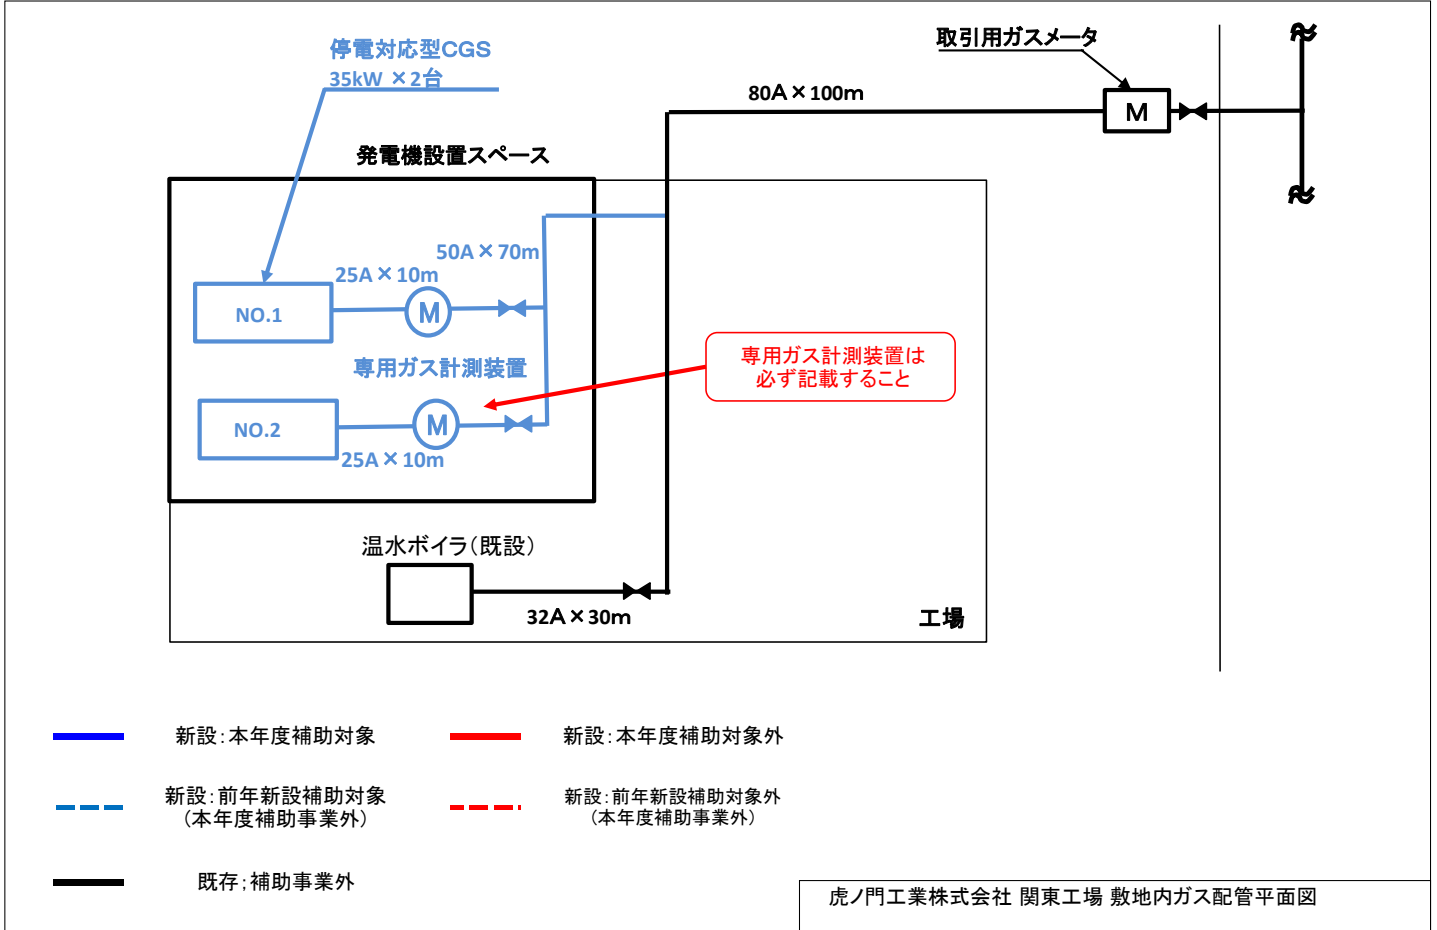 停電対応型CGS
35kW ×2台
取引用ガスメータ
80A×100m
M
発電機設置スペース
50A×70m
25A×10m
NO.1
M
専用ガス計測装置
専用ガス計測装置は
必ず記載すること
NO.2
M
25A×10m
温水ボイラ(既設)
32A×30m
工場
新設:本年度補助対象
新設:本年度補助対象外
新設:前年新設補助対象
(本年度補助事業外)
新設:前年新設補助対象外
(本年度補助事業外)
既存;補助事業外
虎ノ門工業株式会社 関東工場 敷地内ガス配管平面図